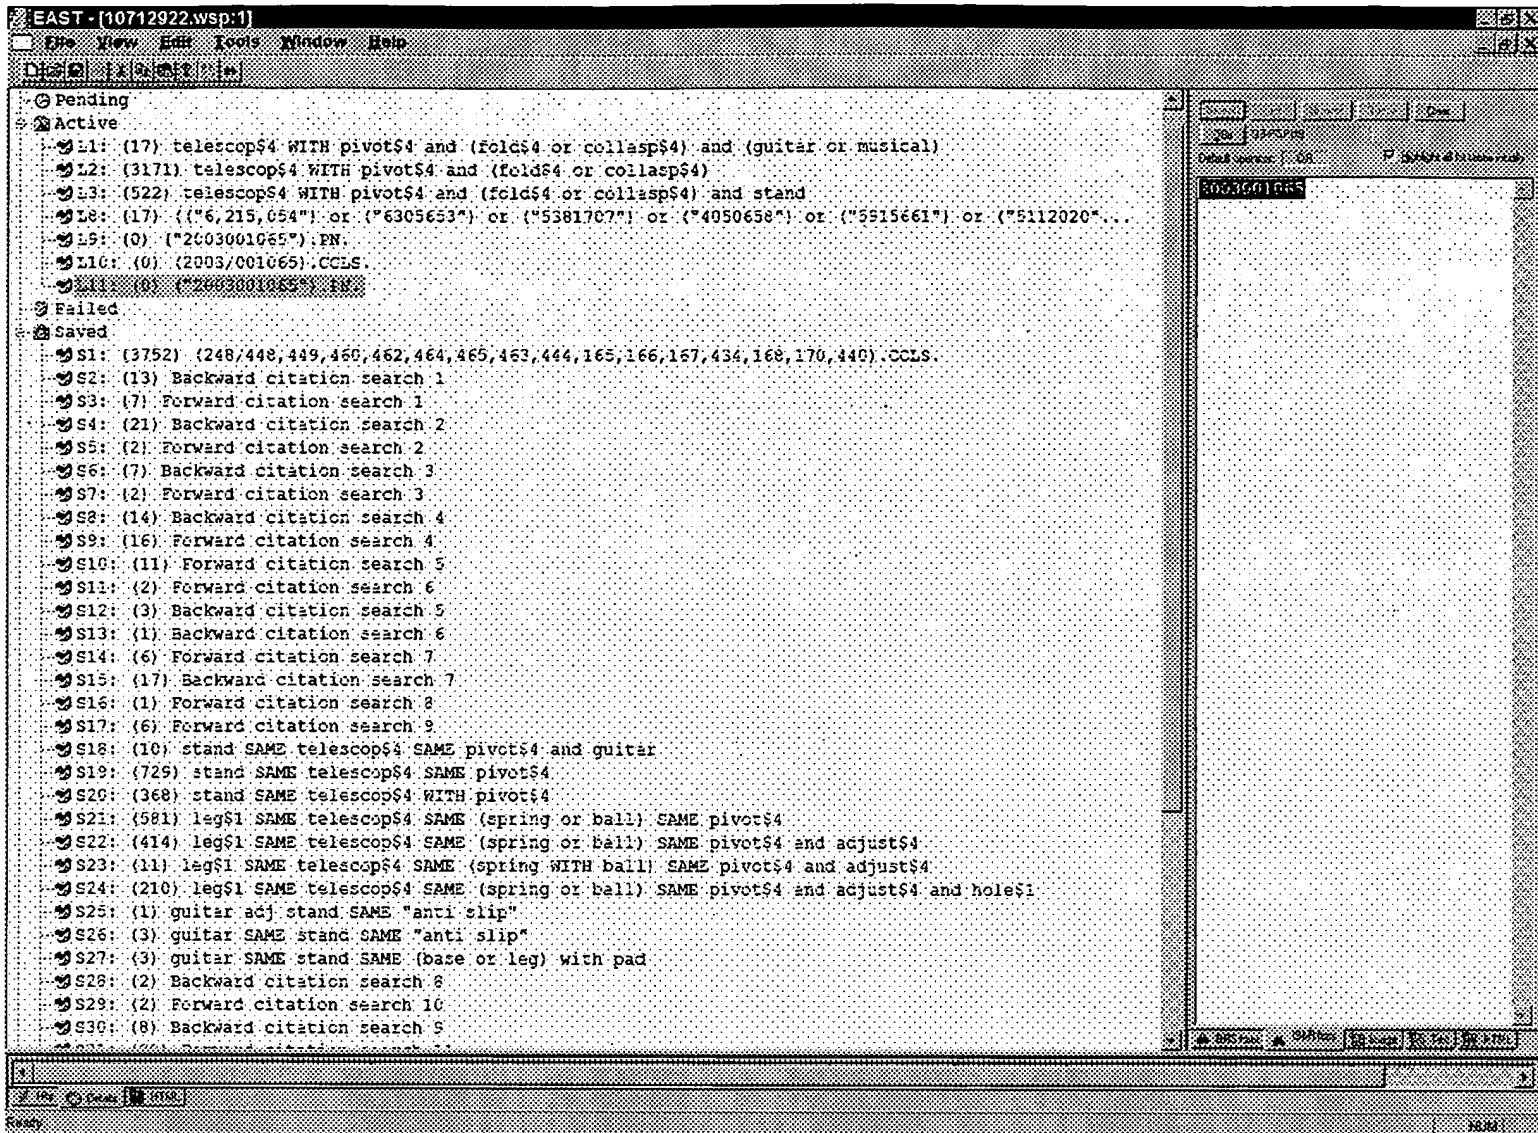 EAST - [10712922.wsp:1]
File View Edit Tools Window Help
Pending
Active
L1: (17) telescop$4 WITH pivot$4 and (fold$4 or collasp$4) and (guitar or musical)
L2: (3171) telescop$4 WITH pivot$4 and (fold$4 or collasp$4)
L3: (522) telescop$4 WITH pivot$4 and (fold$4 or collasp$4) and stand
L8: (17) (("6,215,054") or ("6305653") or ("5381707") or ("4050658") or ("5915661") or ("5112020"...
L9: (0) ("2003001065").PN.
L10: (0) (2003/001065).CCLS.
L11: (0) ("2003001065").PN.
Failed
Saved
S1: (3752) (248/448,449,460,462,464,465,463,444,165,166,167,434,168,170,440).CCLS.
S2: (13) Backward citation search 1
S3: (7) Forward citation search 1
S4: (21) Backward citation search 2
S5: (2) Forward citation search 2
S6: (7) Backward citation search 3
S7: (2) Forward citation search 3
S8: (14) Backward citation search 4
S9: (16) Forward citation search 4
S10: (11) Forward citation search 5
S11: (2) Forward citation search 6
S12: (3) Backward citation search 5
S13: (1) Backward citation search 6
S14: (6) Forward citation search 7
S15: (17) Backward citation search 7
S16: (1) Forward citation search 8
S17: (6) Forward citation search 9
S18: (10) stand SAME telescop$4 SAME pivot$4 and guitar
S19: (729) stand SAME telescop$4 SAME pivot$4
S20: (368) stand SAME telescop$4 WITH pivot$4
S21: (581) leg$1 SAME telescop$4 SAME (spring or ball) SAME pivot$4
S22: (414) leg$1 SAME telescop$4 SAME (spring or ball) SAME pivot$4 and adjust$4
S23: (11) leg$1 SAME telescop$4 SAME (spring WITH ball) SAME pivot$4 and adjust$4
S24: (210) leg$1 SAME telescop$4 SAME (spring or ball) SAME pivot$4 and adjust$4 and hole$1
S25: (1) guitar adj stand SAME "anti slip"
S26: (3) guitar SAME stand SAME "anti slip"
S27: (3) guitar SAME stand SAME (base or leg) with pad
S28: (2) Backward citation search 8
S29: (2) Forward citation search 10
S30: (8) Backward citation search 9
Default operator: OR
2003001065
Details HTML
Ready
NUM